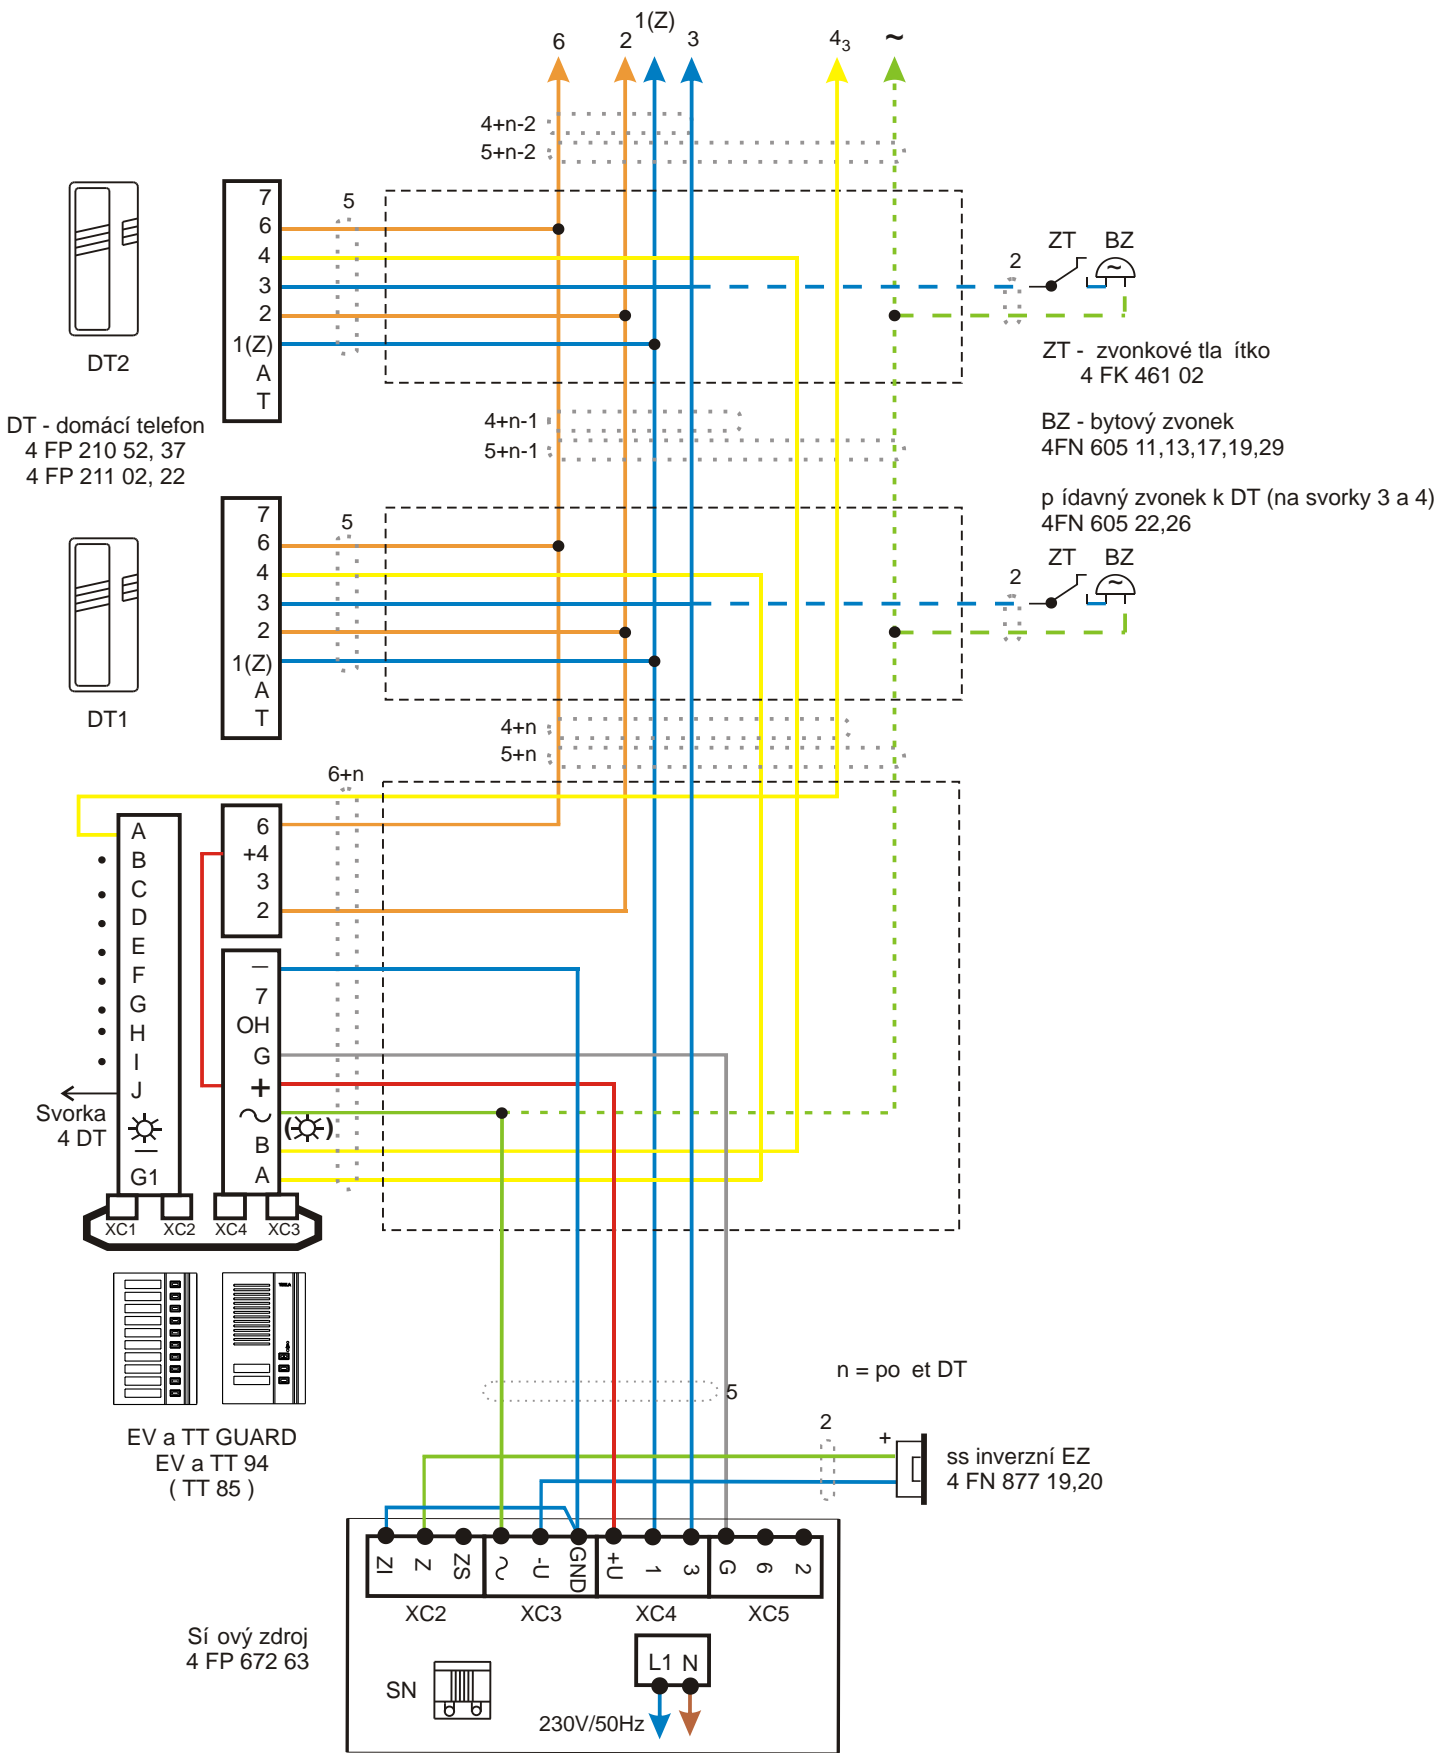 1(Z)
6
2
3
4₃
~
4+n-2
5+n-2
7
6
4
3
2
1(Z)
A
T
5
DT2
2
ZT
BZ
~
ZT - zvonkové tla ítko
4 FK 461 02
DT - domácí telefon
4 FP 210 52, 37
4 FP 211 02, 22
4+n-1
5+n-1
BZ - bytový zvonek
4FN 605 11,13,17,19,29
p ídavný zvonek k DT (na svorky 3 a 4)
4FN 605 22,26
7
6
4
3
2
1(Z)
A
T
5
DT1
2
ZT
BZ
~
4+n
5+n
6+n
A
B
C
D
E
F
G
H
I
J
G1
Svorka
4 DT
6
+4
3
2
–
7
OH
G
+
~
B
A
XC1
XC2
XC4
XC3
EV a TT GUARD
EV a TT 94
( TT 85 )
n = po et DT
5
2
+
ss inverzní EZ
4 FN 877 19,20
ZI
Z
ZS
~
-U
GND
+U
1
3
G
6
2
XC2
XC3
XC4
XC5
Sí ový zdroj
4 FP 672 63
SN
L1 N
230V/50Hz